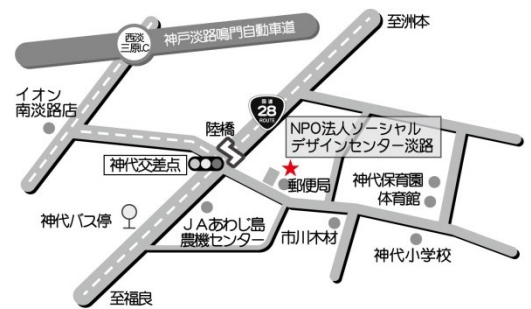 至洲本
西淡
三原I.C
神戸淡路鳴門自動車道
イオン
南淡路店
国道
28
ROUTE
陸橋
NPO法人ソーシャル
デザインセンター淡路
神代交差点
郵便局
神代保育園
体育館
神代バス停
JAあわじ島
農機センター
市川木材
神代小学校
至福良